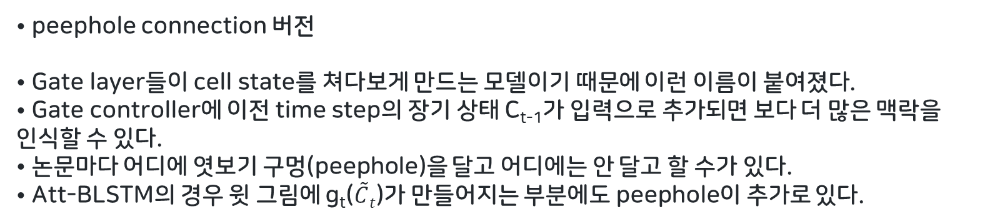 • peephole connection 버전
• Gate layer들이 cell state를 쳐다보게 만드는 모델이기 때문에 이런 이름이 붙여졌다.
• Gate controller에 이전 time step의 장기 상태 C_{t-1}가 입력으로 추가되면 보다 더 많은 맥락을
인식할 수 있다.
• 논문마다 어디에 엿보기 구멍(peephole)을 달고 어디에는 안 달고 할 수가 있다.
• Att-BLSTM의 경우 윗 그림에 g_t(C̃_t)가 만들어지는 부분에도 peephole이 추가로 있다.